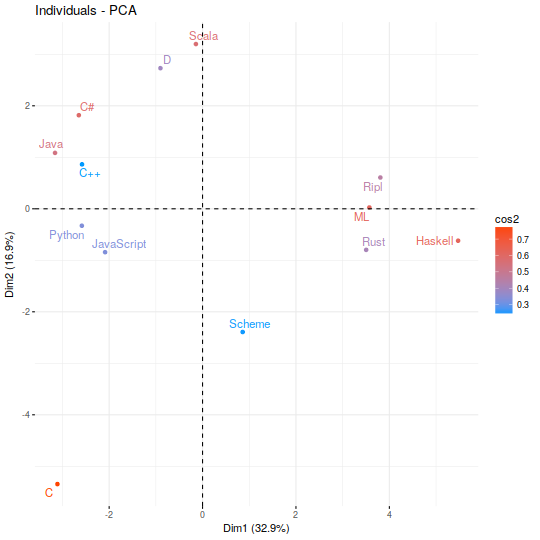 Individuals - PCA
Scala
D
C#
Java
C++
Ripl
ML
Python
JavaScript
Rust
Haskell
Scheme
C
2
0
-2
-4
-2
0
2
4
Dim1 (32.9%)
Dim2 (16.9%)
cos2
0.7
0.6
0.5
0.4
0.3